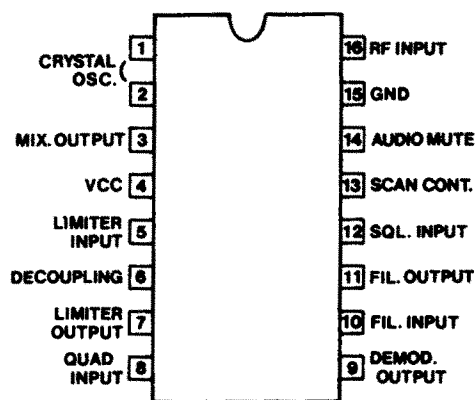 1
CRYSTAL
OSC.
2
MIX. OUTPUT 3
VCC 4
LIMITER
INPUT 5
DECOUPLING 6
LIMITER
OUTPUT 7
QUAD
INPUT 8
16 RF INPUT
15 GND
14 AUDIO MUTE
13 SCAN CONT.
12 SQL. INPUT
11 FIL. OUTPUT
10 FIL. INPUT
9 DEMOD.
OUTPUT